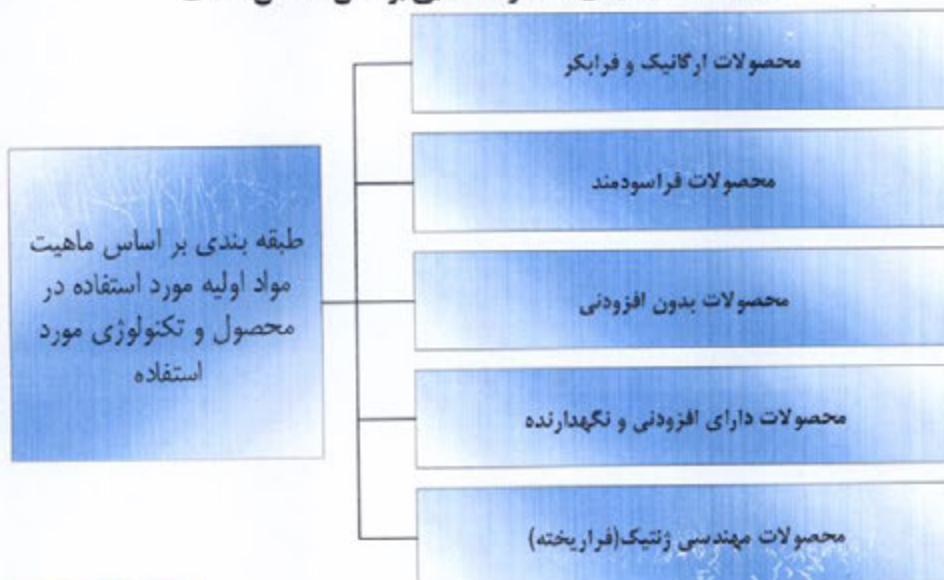 محصولات ارگانیک و فرابکر
محصولات فراسودمند
طبقه بندی بر اساس ماهیت
مواد اولیه مورد استفاده در
محصول و تکنولوژی مورد
استفاده
محصولات بدون افزودنی
محصولات دارای افزودنی و نگهدارنده
محصولات مهندسی ژنتیک(فراریخته)